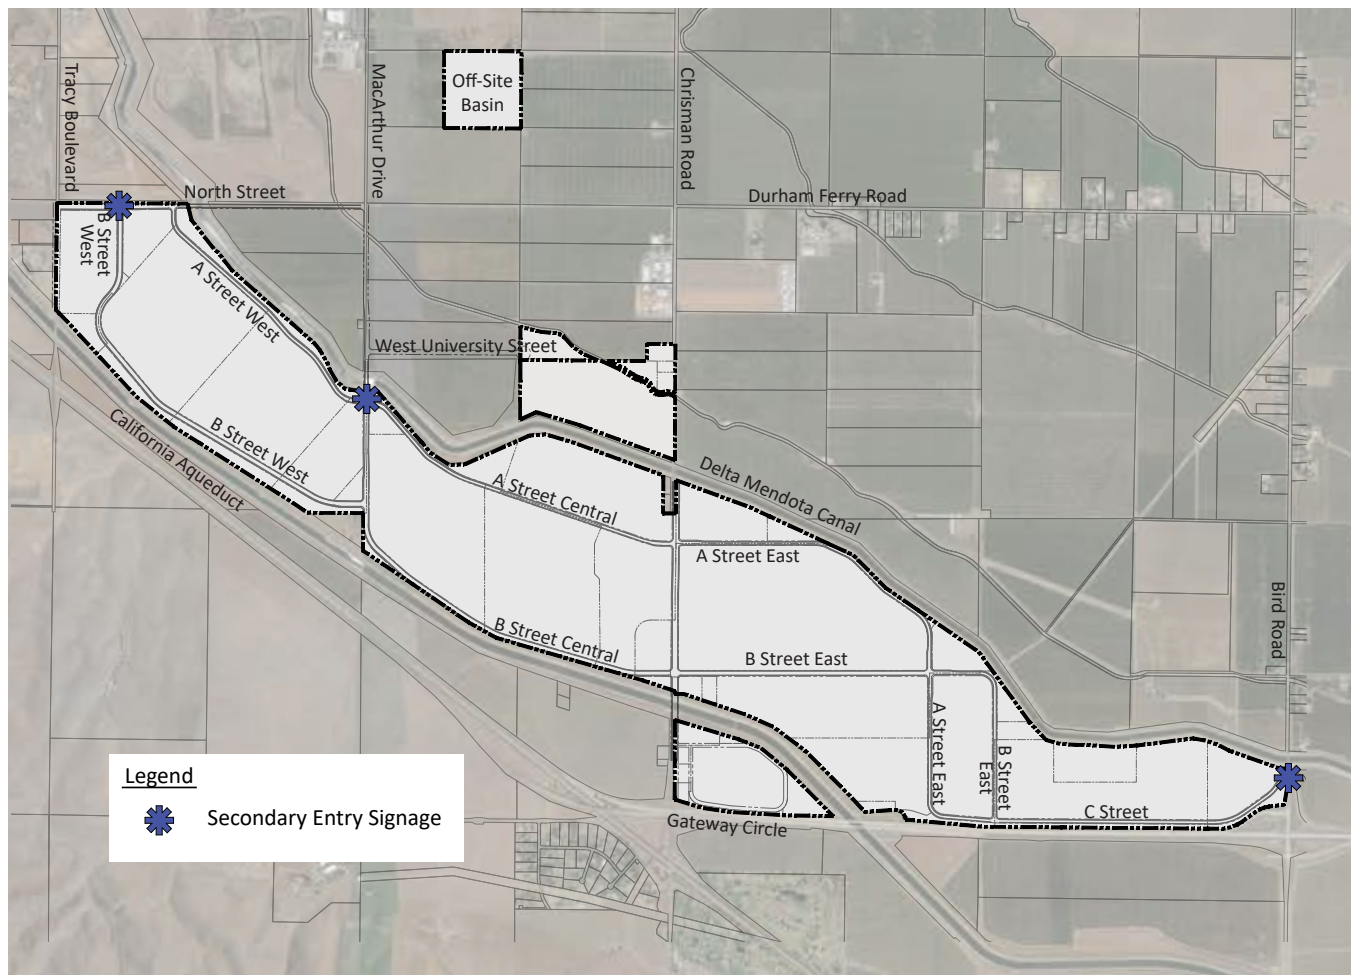 Off-Site
Basin
Tracy Boulevard
MacArthur Drive
Chrisman Road
North Street
Durham Ferry Road
B Street
West
A Street West
West University Street
California Aqueduct
B Street West
A Street Central
Delta Mendota Canal
A Street East
Bird Road
B Street Central
B Street East
A Street East
B Street
East
C Street
Gateway Circle
Legend
Secondary Entry Signage